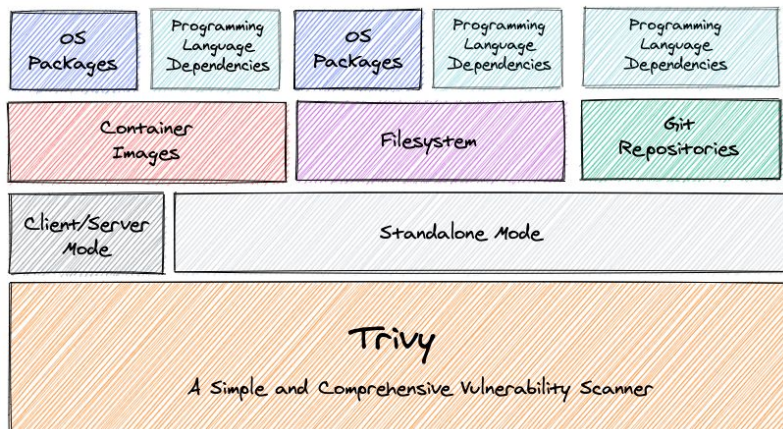 OS
Packages
Programming
Language
Dependencies
OS
Packages
Programming
Language
Dependencies
Programming
Language
Dependencies
Container
Images
Filesystem
Git
Repositories
Client/Server
Mode
Standalone Mode
Trivy
A Simple and Comprehensive Vulnerability Scanner